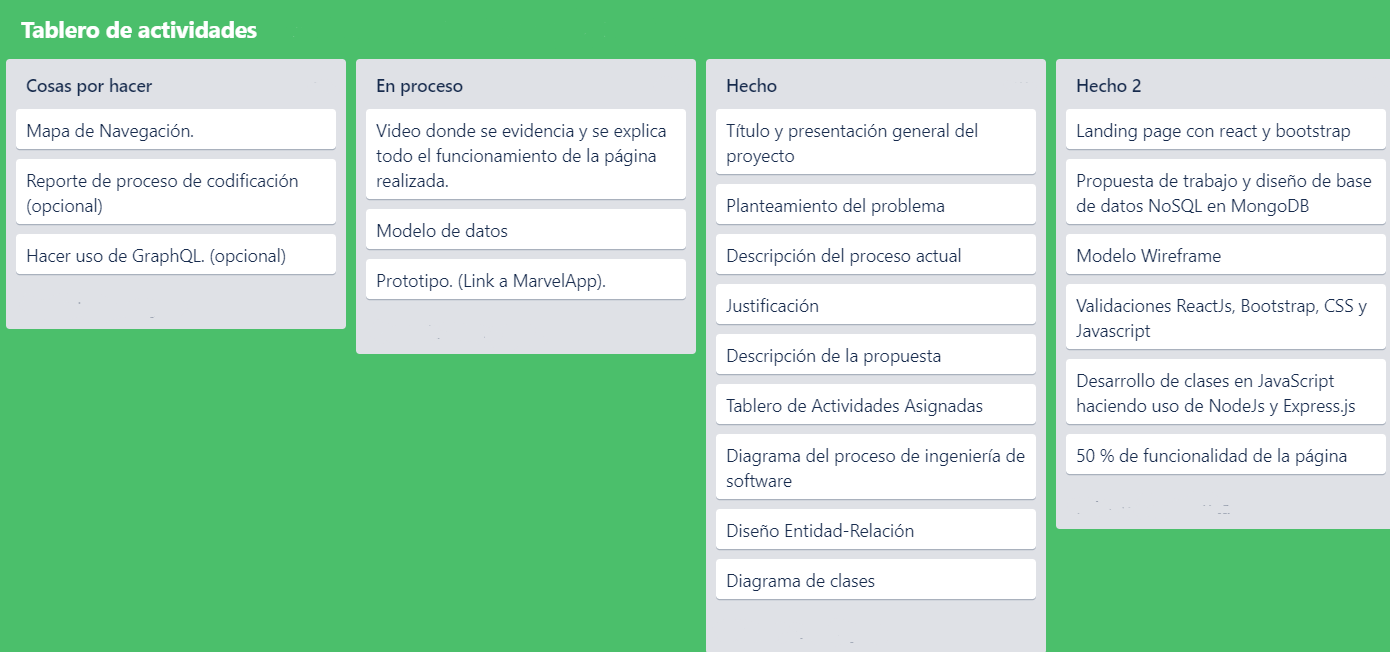 Tablero de actividades
Cosas por hacer
Mapa de Navegación.
Reporte de proceso de codificación
(opcional)
Hacer uso de GraphQL. (opcional)
En proceso
Video donde se evidencia y se explica
todo el funcionamiento de la página
realizada.
Modelo de datos
Prototipo. (Link a MarvelApp).
Hecho
Título y presentación general del
proyecto
Planteamiento del problema
Descripción del proceso actual
Justificación
Descripción de la propuesta
Tablero de Actividades Asignadas
Diagrama del proceso de ingeniería de
software
Diseño Entidad-Relación
Diagrama de clases
Hecho 2
Landing page con react y bootstrap
Propuesta de trabajo y diseño de base
de datos NoSQL en MongoDB
Modelo Wireframe
Validaciones ReactJs, Bootstrap, CSS y
Javascript
Desarrollo de clases en JavaScript
haciendo uso de NodeJs y Express.js
50 % de funcionalidad de la página